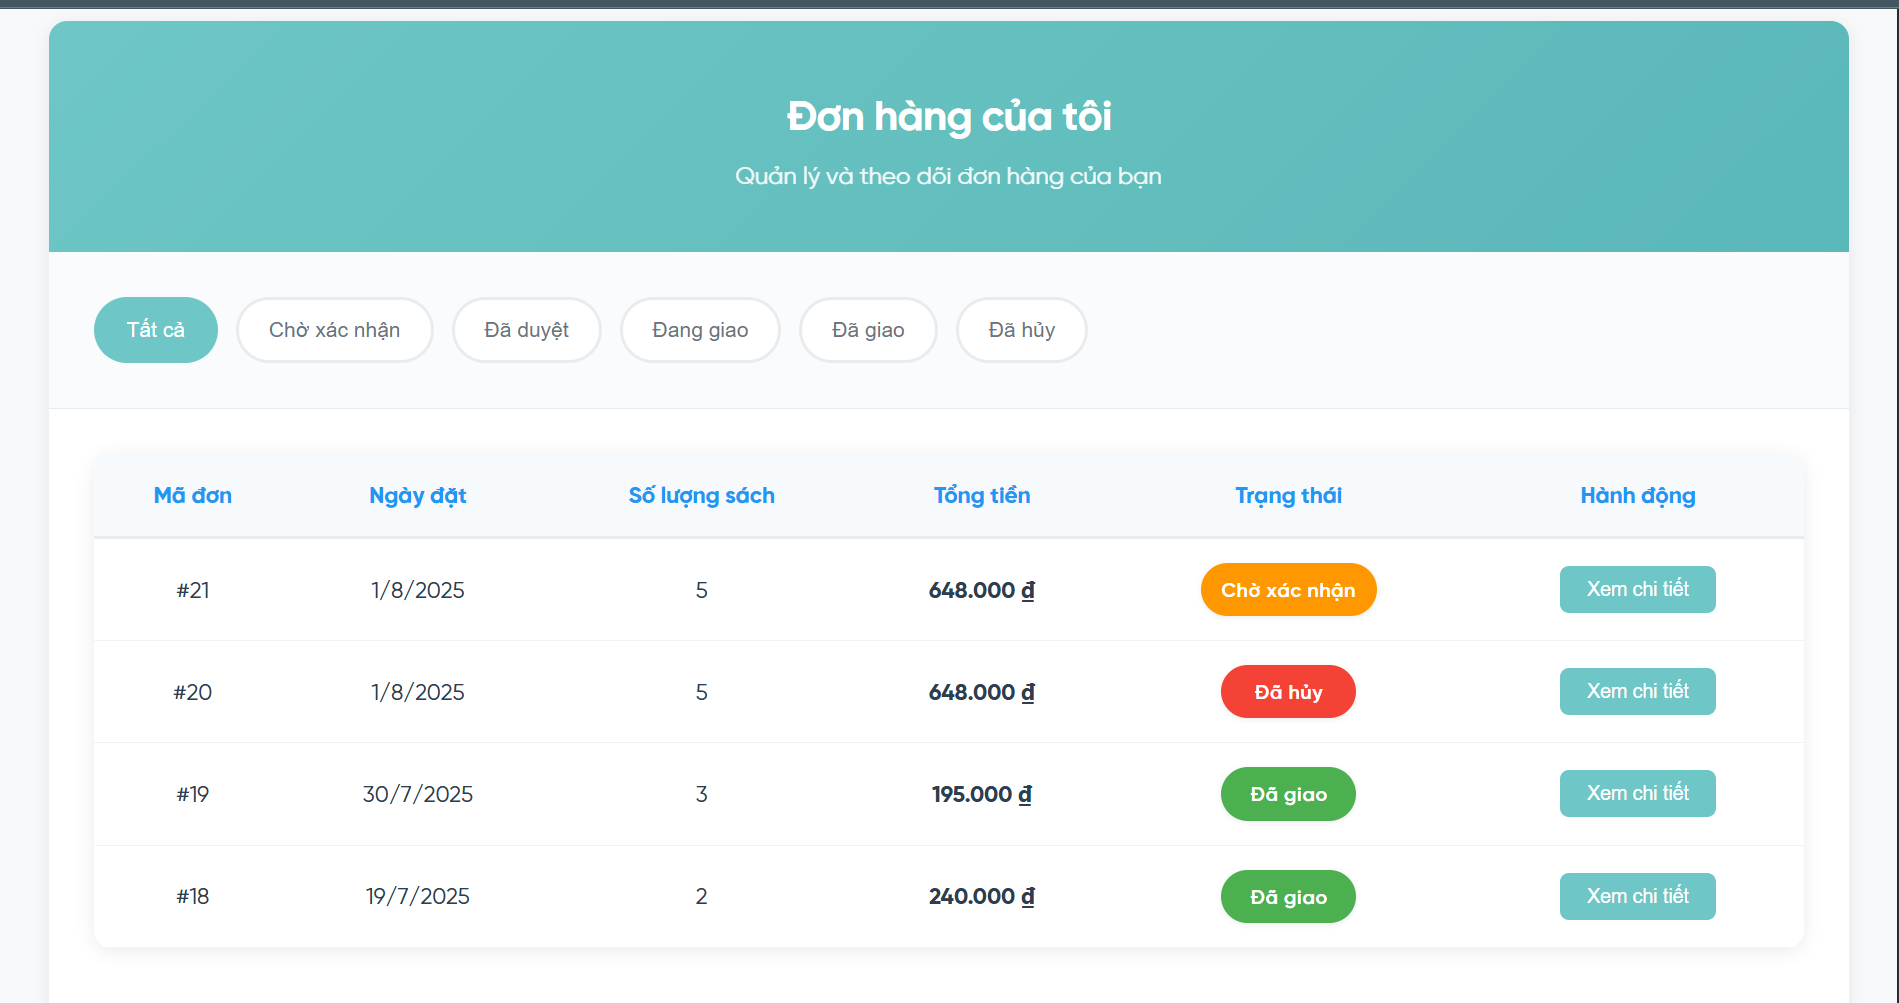 Đơn hàng của tôi
Quản lý và theo dõi đơn hàng của bạn
Tất cả Chờ xác nhận Đã duyệt Đang giao Đã giao Đã hủy
Mã đơn Ngày đặt Số lượng sách Tổng tiền Trạng thái Hành động
#21 1/8/2025 5 648.000 ₫ Chờ xác nhận Xem chi tiết
#20 1/8/2025 5 648.000 ₫ Đã hủy Xem chi tiết
#19 30/7/2025 3 195.000 ₫ Đã giao Xem chi tiết
#18 19/7/2025 2 240.000 ₫ Đã giao Xem chi tiết